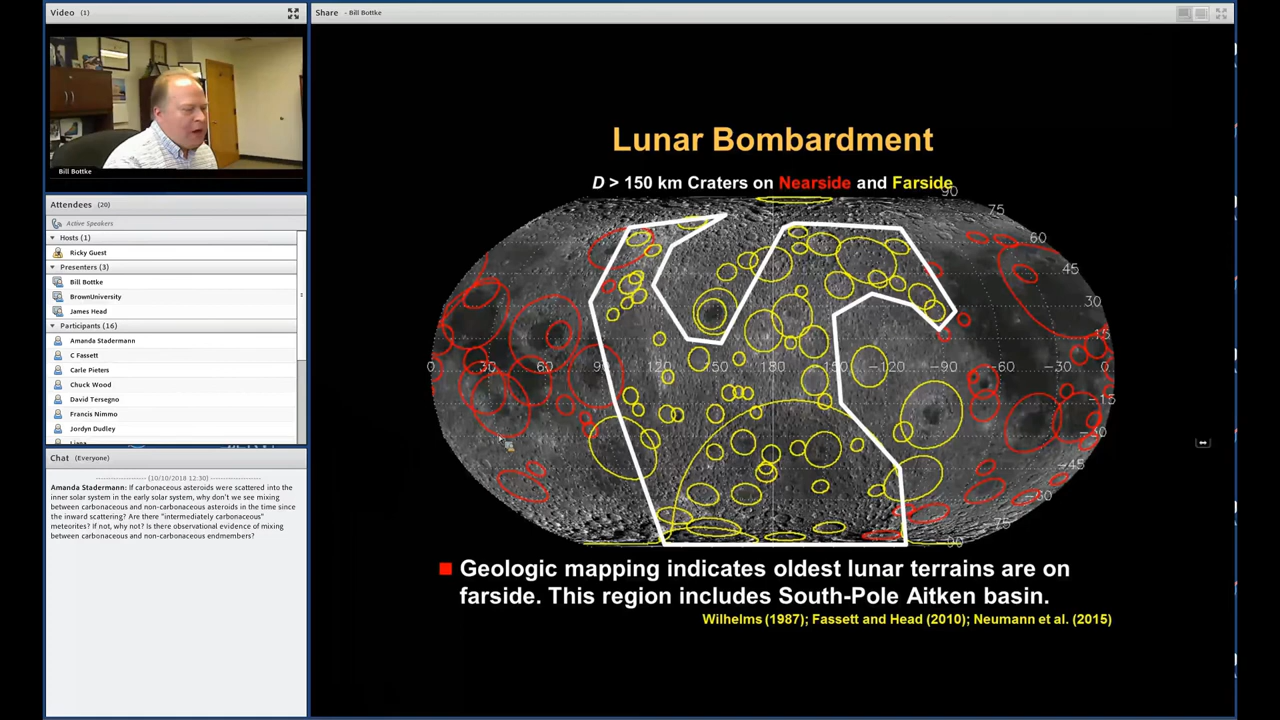 Video (1)
Bill Bottke
Attendees (20)
Active Speakers
Hosts (1)
Ricky Guest
Presenters (3)
Bill Bottke
BrownUniversity
James Head
Participants (16)
Amanda Stadermann
C Fassett
Carle Pieters
Chuck Wood
David Tersegno
Francis Nimmo
Jordyn Dudley
Chat (Everyone)
(10/10/2018 12:30)
Amanda Stadermann: If carbonaceous asteroids were scattered into the
inner solar system in the early solar system, why don't we see mixing
between carbonaceous and non-carbonaceous asteroids in the time since
the inward scattering? Are there "intermediately carbonaceous"
meteorites? If not, why not? Is there observational evidence of mixing
between carbonaceous and non-carbonaceous endmembers?
Share - Bill Bottke
Lunar Bombardment
D > 150 km Craters on Nearside and Farside
90
75
60
45
30
15
0 30 60 90 120 150 180 -150 -120 -90 -60 -30 0
-15
-30
-45
-60
-75
-90
Geologic mapping indicates oldest lunar terrains are on
farside. This region includes South-Pole Aitken basin.
Wilhelms (1987); Fassett and Head (2010); Neumann et al. (2015)